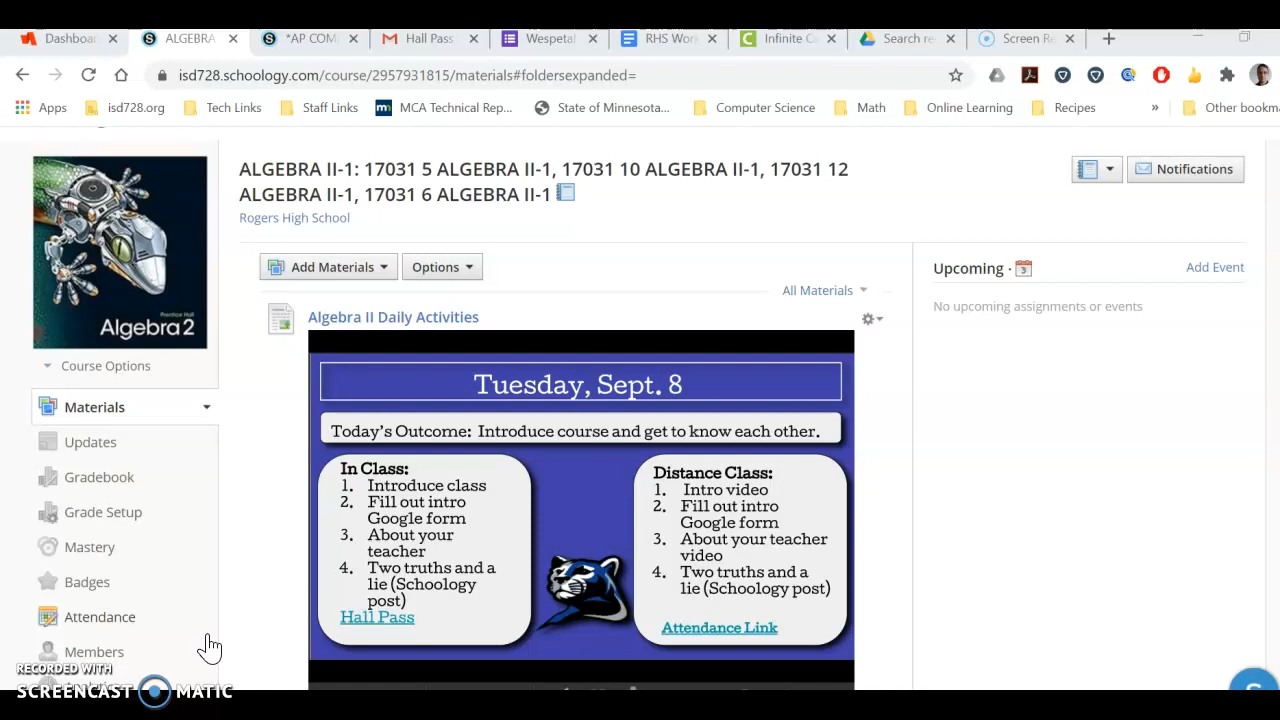 Dashboa
ALGEBRA
*AP COM
Hall Pass
Wespetal
RHS Wor
Infinite C
Search re
Screen Re
isd728.schoology.com/course/2957931815/materials#foldersexpanded=
Apps
isd728.org
Tech Links
Staff Links
MCA Technical Rep...
State of Minnesota...
Computer Science
Math
Online Learning
Recipes
»
Other bookma
Prentice Hall
Algebra 2
ALGEBRA II-1: 17031 5 ALGEBRA II-1, 17031 10 ALGEBRA II-1, 17031 12
ALGEBRA II-1, 17031 6 ALGEBRA II-1
Rogers High School
Notifications
Add Materials
Options
All Materials
Upcoming ·
3
Add Event
No upcoming assignments or events
Course Options
Materials
Updates
Gradebook
Grade Setup
Mastery
Badges
Attendance
Members
Algebra II Daily Activities
Tuesday, Sept. 8
Today's Outcome: Introduce course and get to know each other.
In Class:
1. Introduce class
2. Fill out intro
Google form
3. About your
teacher
4. Two truths and a
lie (Schoology
post)
Hall Pass
Distance Class:
1. Intro video
2. Fill out intro
Google form
3. About your teacher
video
4. Two truths and a
lie (Schoology post)
Attendance Link
RECORDED WITH
SCREENCAST MATIC